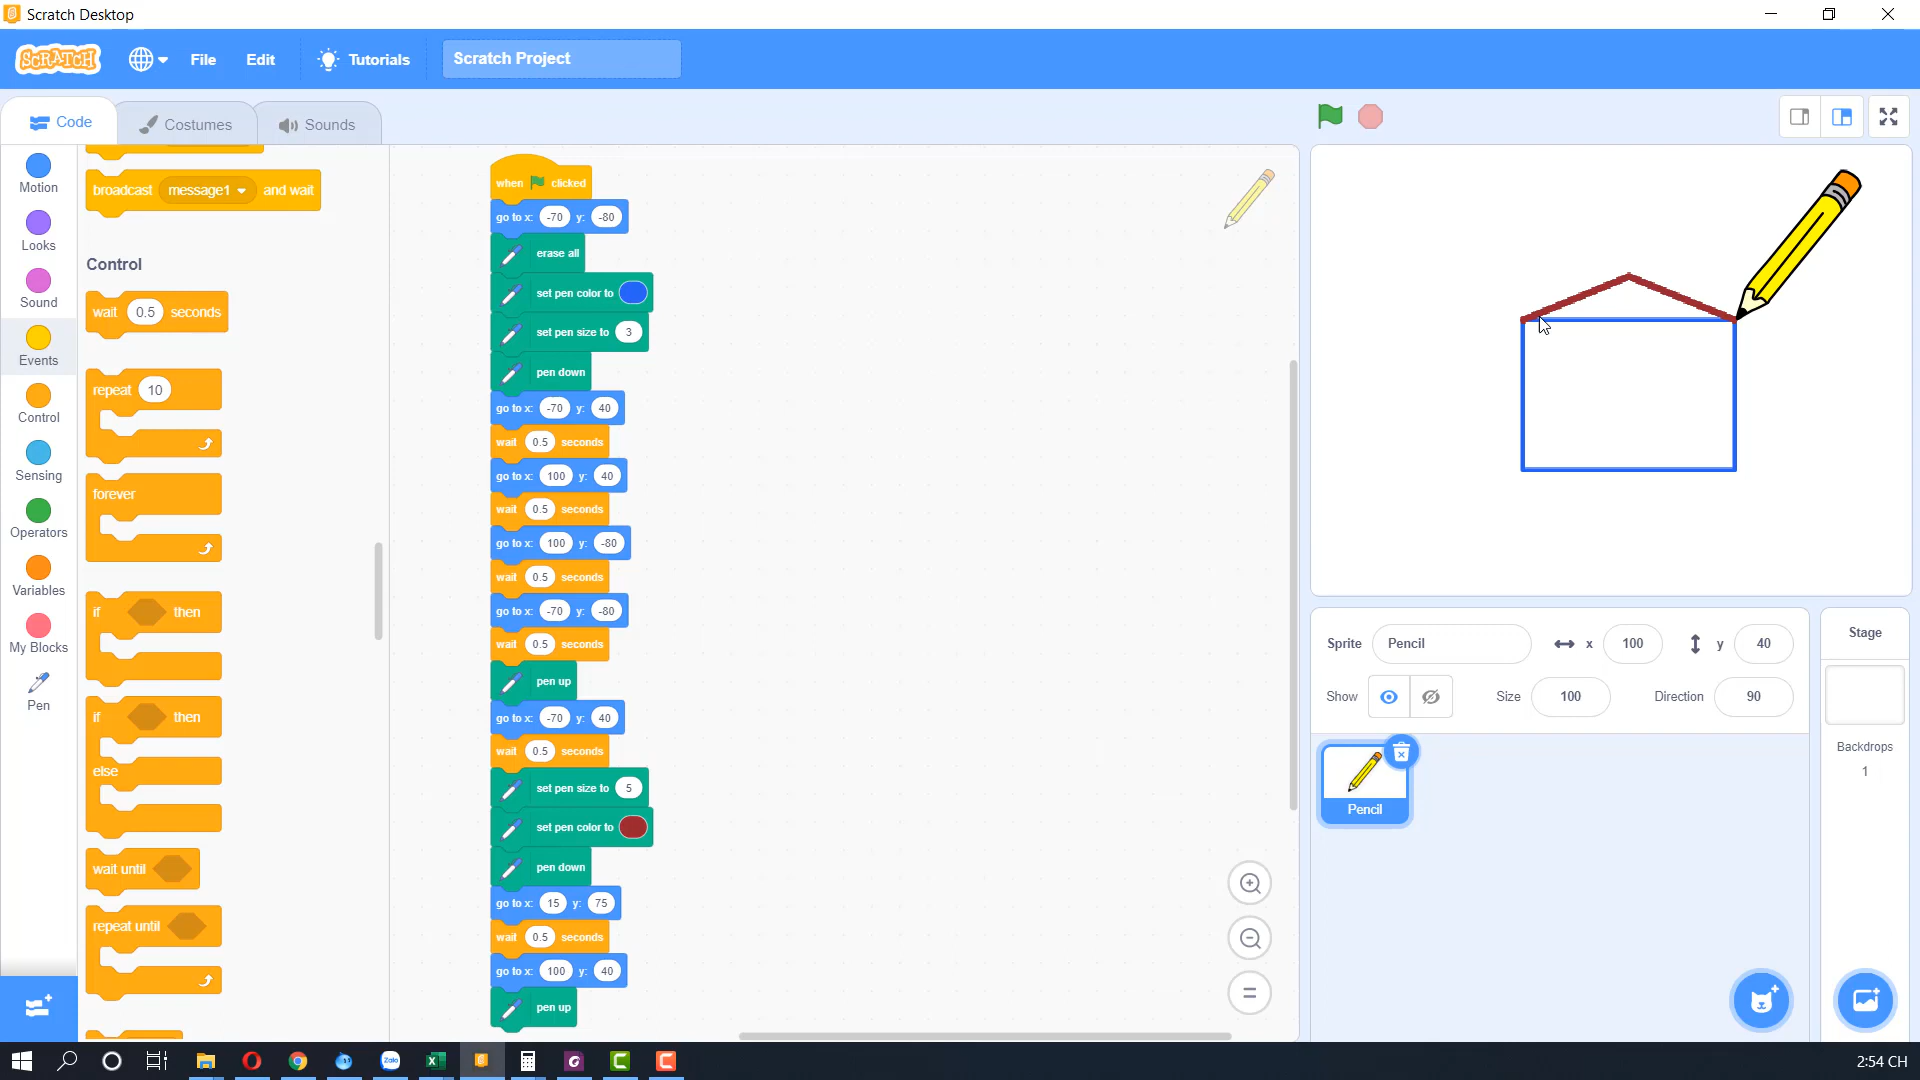 Scratch Desktop
SCRATCH File Edit Tutorials Scratch Project
Code Costumes Sounds
Motion
Looks
Sound
Events
Control
Sensing
Operators
Variables
My Blocks
Pen
broadcast message1 and wait
Control
wait 0.5 seconds
repeat 10
forever
if then
if then
else
wait until
repeat until
when clicked
go to x: -70 y: -80
erase all
set pen color to
set pen size to 3
pen down
go to x: -70 y: 40
wait 0.5 seconds
go to x: 100 y: 40
wait 0.5 seconds
go to x: 100 y: -80
wait 0.5 seconds
go to x: -70 y: -80
wait 0.5 seconds
pen up
go to x: -70 y: 40
wait 0.5 seconds
set pen size to 5
set pen color to
pen down
go to x: 15 y: 75
wait 0.5 seconds
go to x: 100 y: 40
pen up
Sprite Pencil x 100 y 40
Show Size 100 Direction 90
Pencil
Stage
Backdrops
1
Zalo
2:54 CH